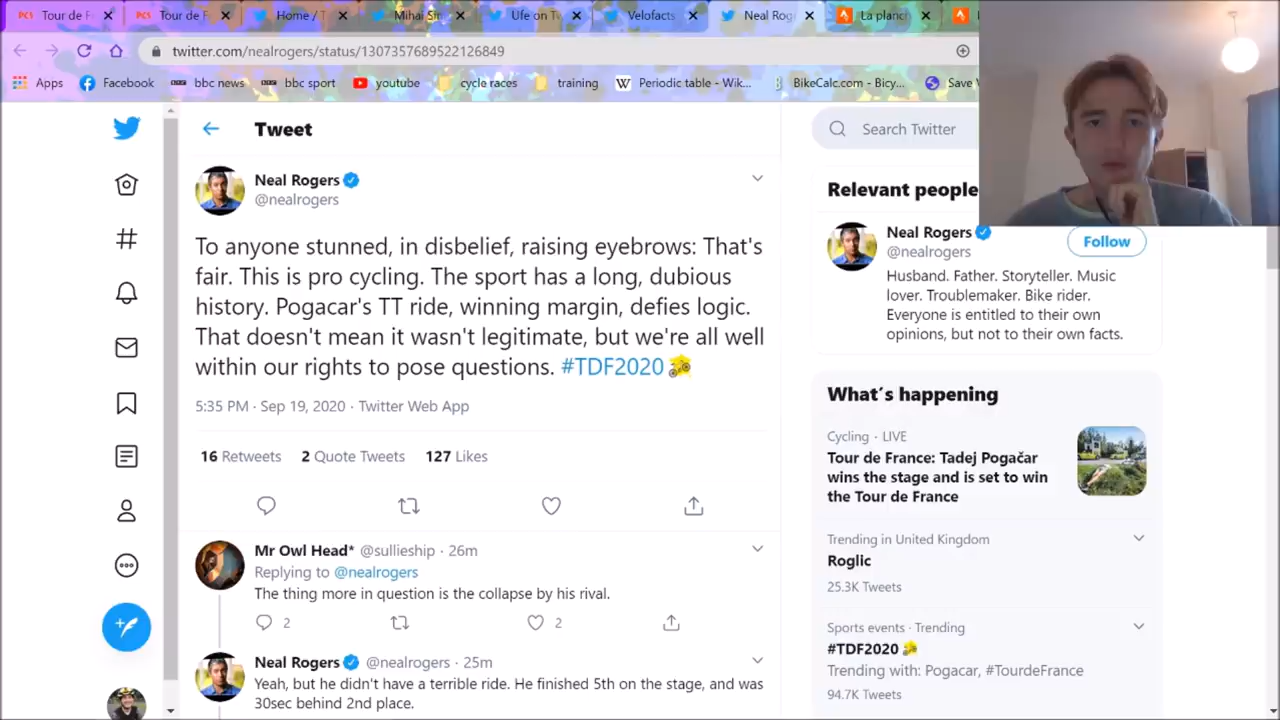 Tour de F
Tour de F
Home / T
Mihai Sim
Ufe on Tw
Velofacts
Neal Rog
La planch
twitter.com/nealrogers/status/1307357689522126849
Apps
Facebook
bbc news
bbc sport
youtube
cycle races
training
Periodic table - Wik...
BikeCalc.com - Bicy...
Save
Tweet
Search Twitter
Neal Rogers
@nealrogers
To anyone stunned, in disbelief, raising eyebrows: That's
fair. This is pro cycling. The sport has a long, dubious
history. Pogacar's TT ride, winning margin, defies logic.
That doesn't mean it wasn't legitimate, but we're all well
within our rights to pose questions. #TDF2020
5:35 PM · Sep 19, 2020 · Twitter Web App
16 Retweets 2 Quote Tweets 127 Likes
Mr Owl Head* @sullieship · 26m
Replying to @nealrogers
The thing more in question is the collapse by his rival.
2
2
Neal Rogers @nealrogers · 25m
Yeah, but he didn't have a terrible ride. He finished 5th on the stage, and was
30sec behind 2nd place.
Relevant people
Neal Rogers
@nealrogers
Follow
Husband. Father. Storyteller. Music
lover. Troublemaker. Bike rider.
Everyone is entitled to their own
opinions, but not to their own facts.
What's happening
Cycling · LIVE
Tour de France: Tadej Pogačar
wins the stage and is set to win
the Tour de France
Trending in United Kingdom
Roglic
25.3K Tweets
Sports events · Trending
#TDF2020
Trending with: Pogacar, #TourdeFrance
94.7K Tweets